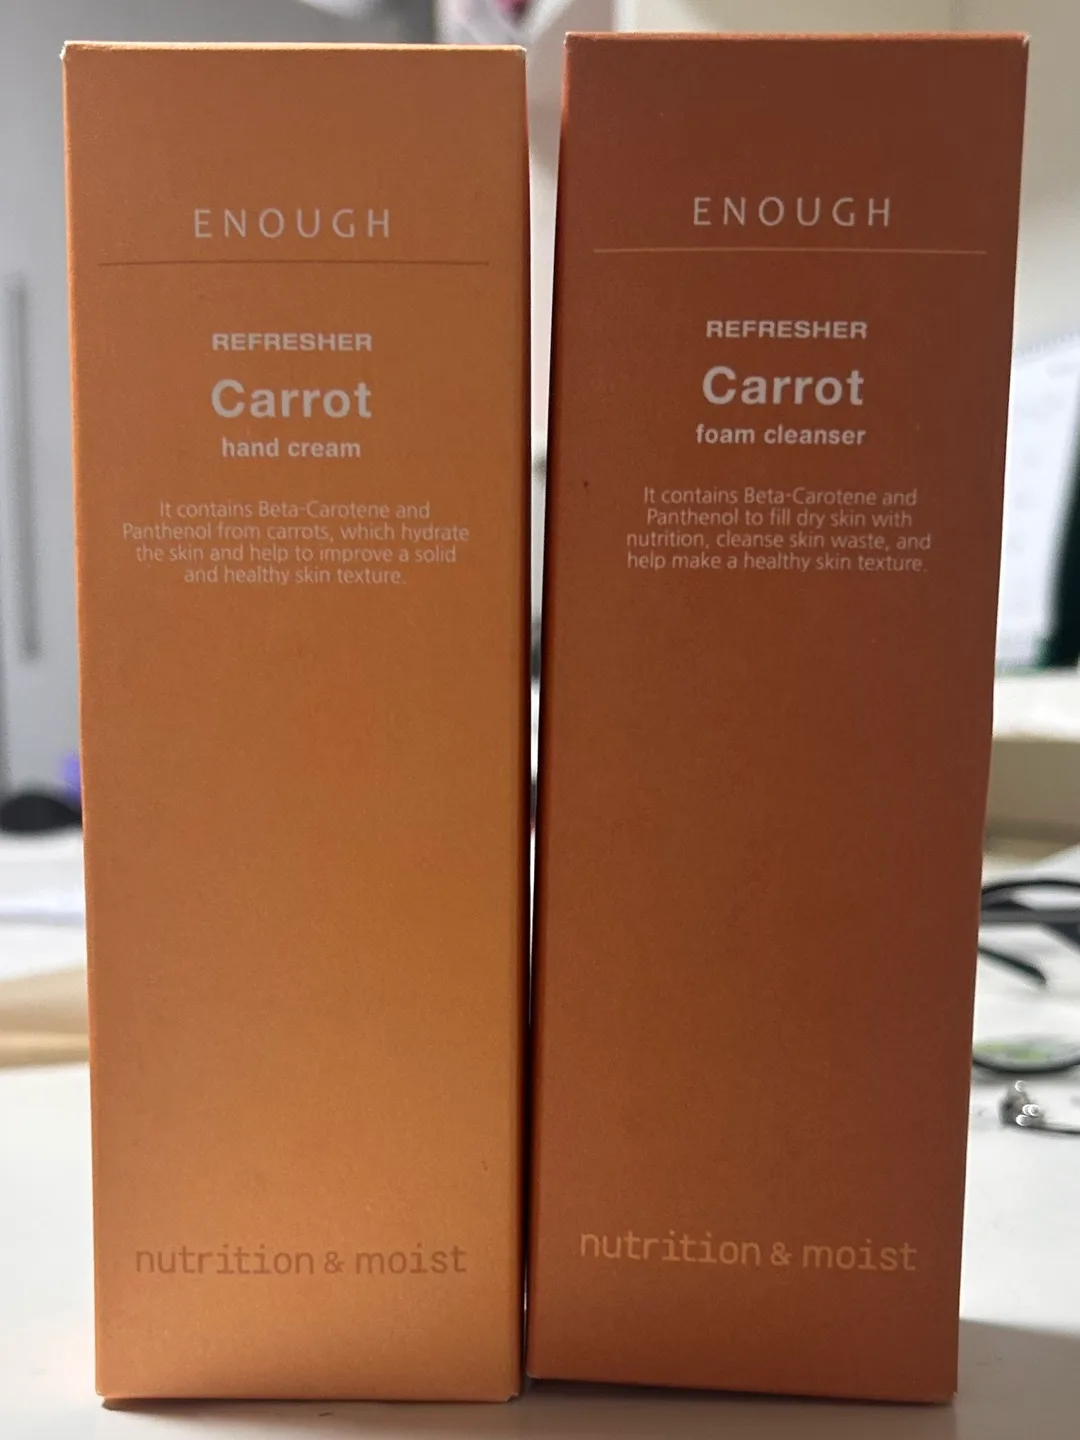 ENOUGH
REFRESHER
Carrot
hand cream
It contains Beta-Carotene and
Panthenol from carrots, which hydrate
the skin and help to improve a solid
and healthy skin texture.
nutrition & moist
ENOUGH
REFRESHER
Carrot
foam cleanser
It contains Beta-Carotene and
Panthenol to fill dry skin with
nutrition, cleanse skin waste, and
help make a healthy skin texture.
nutrition & moist